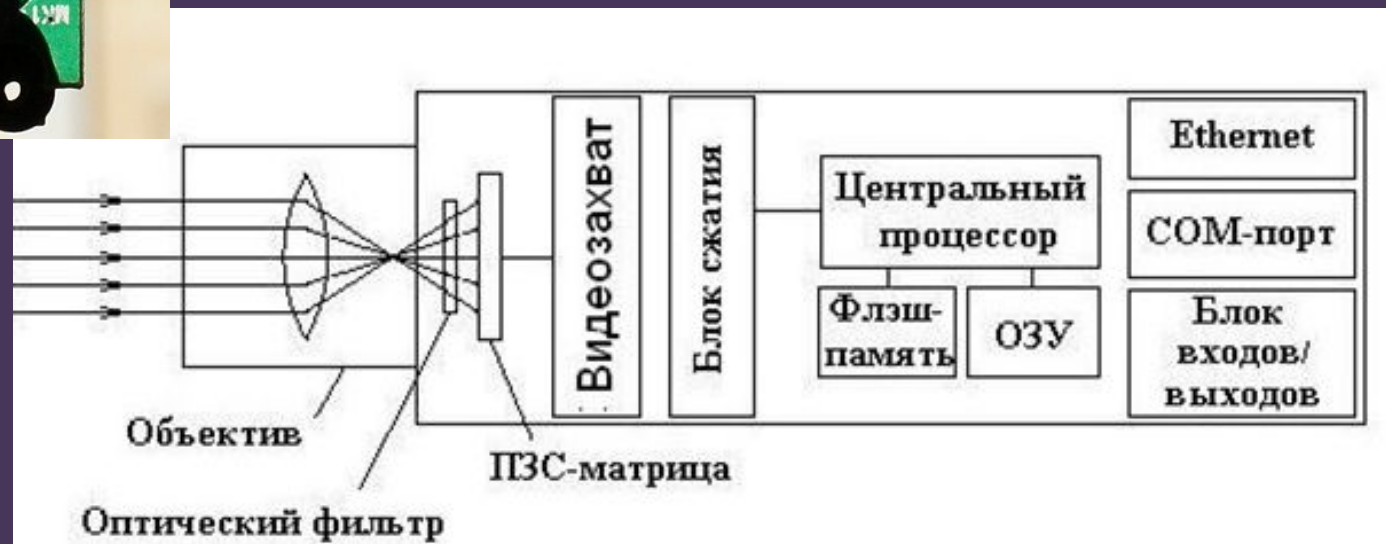 МК1
Видеозахват
Блок сжатия
Центральный
процессор
Флэш-
память
ОЗУ
Ethernet
COM-порт
Блок
входов/
выходов
Объектив
ПЗС-матрица
Оптический фильтр